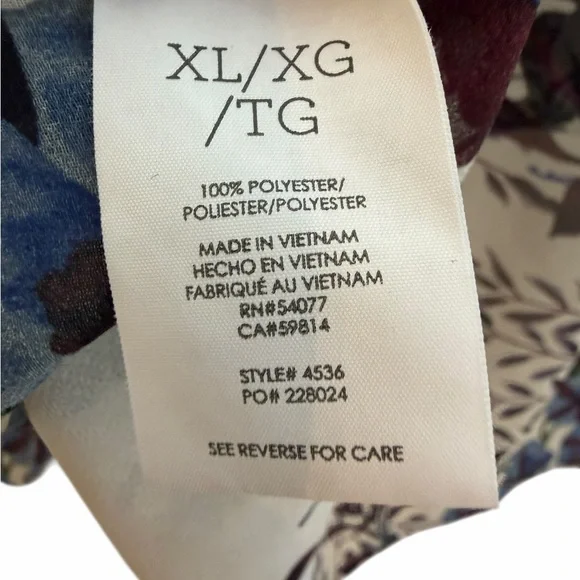 XL/XG
/TG
100% POLYESTER/
POLIESTER/POLYESTER
MADE IN VIETNAM
HECHO EN VIETNAM
FABRIQUÉ AU VIETNAM
RN#54077
CA#59814
STYLE# 4536
PO# 228024
SEE REVERSE FOR CARE